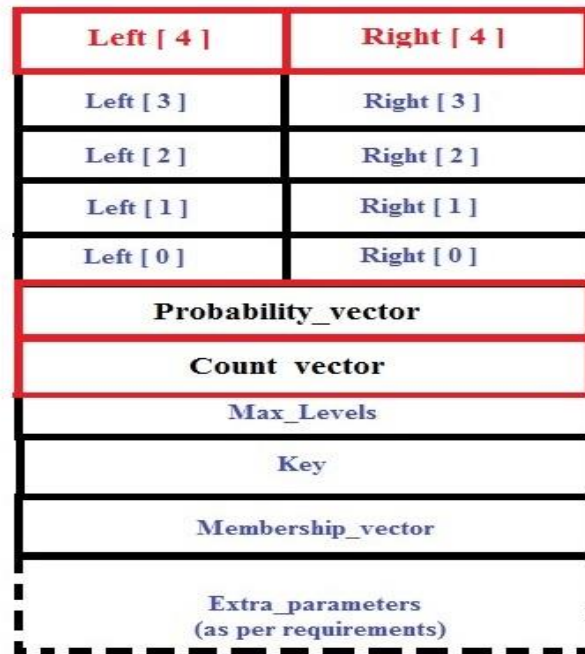 Left [ 4 ] Right [ 4 ]
Left [ 3 ] Right [ 3 ]
Left [ 2 ] Right [ 2 ]
Left [ 1 ] Right [ 1 ]
Left [ 0 ] Right [ 0 ]
Probability_vector
Count vector
Max_Levels
Key
Membership_vector
Extra_parameters
(as per requirements)